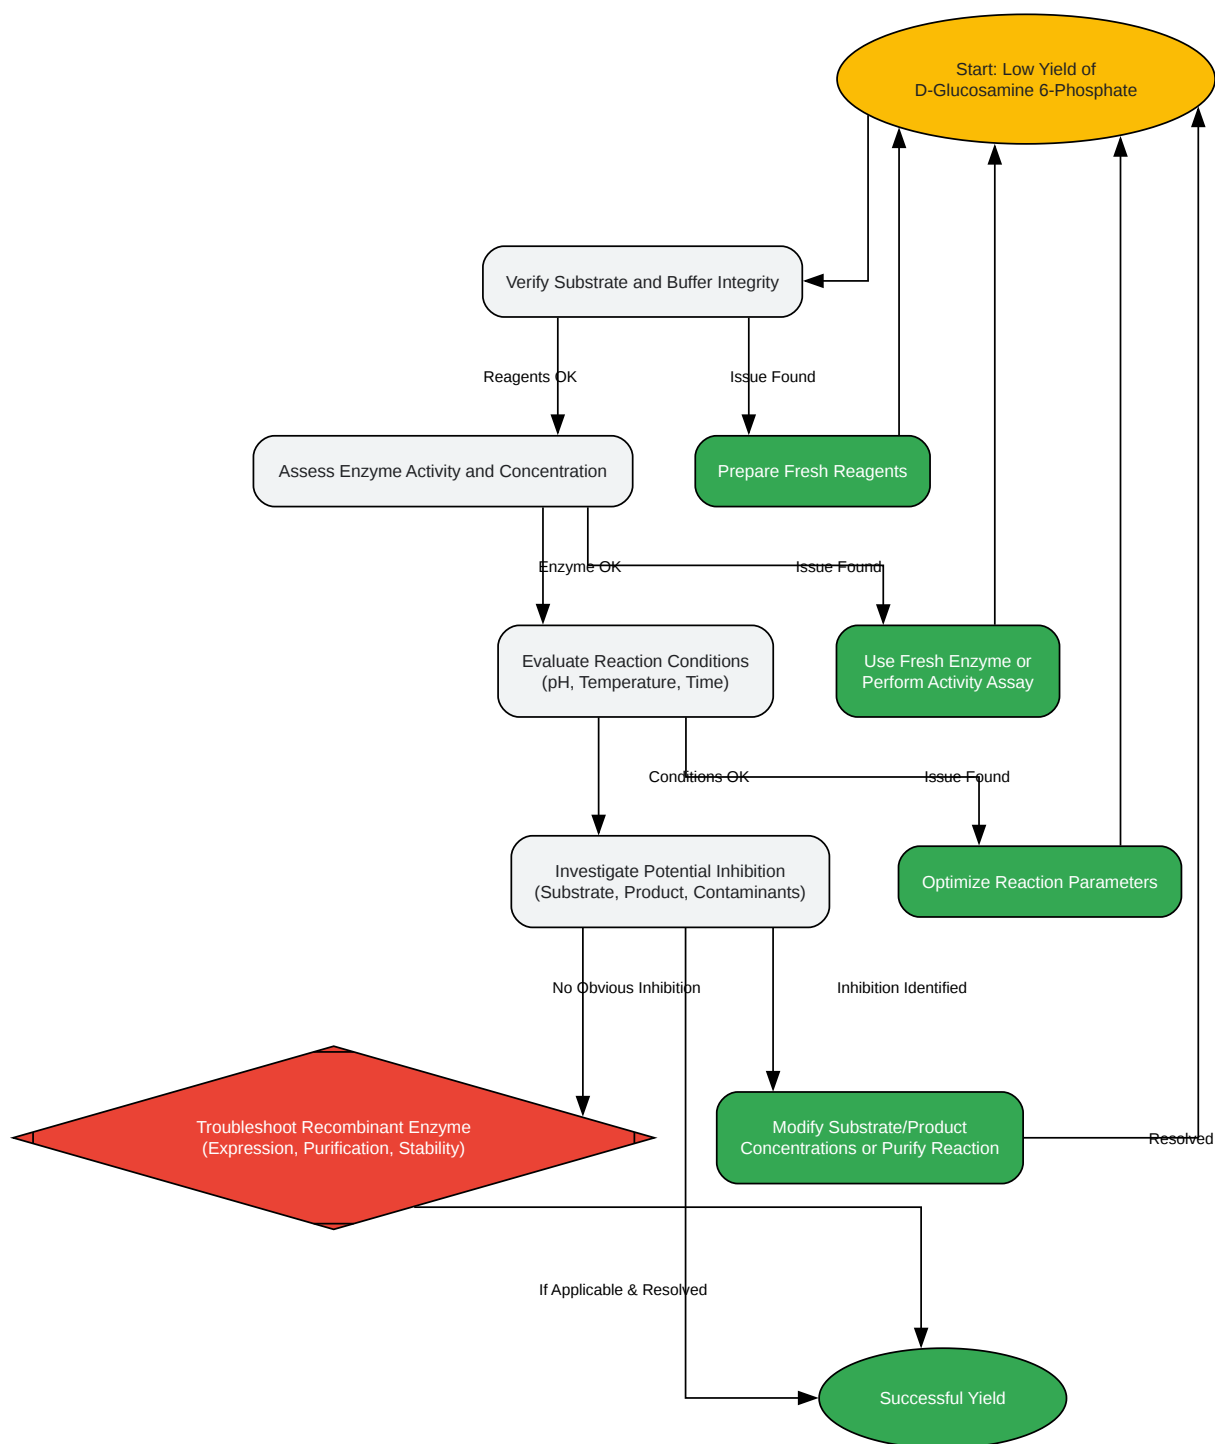 Start: Low Yield of
D-Glucosamine 6-Phosphate
Verify Substrate and Buffer Integrity
Reagents OK
Issue Found
Assess Enzyme Activity and Concentration
Prepare Fresh Reagents
Enzyme OK
Issue Found
Evaluate Reaction Conditions
(pH, Temperature, Time)
Use Fresh Enzyme or
Perform Activity Assay
Conditions OK
Issue Found
Investigate Potential Inhibition
(Substrate, Product, Contaminants)
Optimize Reaction Parameters
No Obvious Inhibition
Inhibition Identified
Troubleshoot Recombinant Enzyme
(Expression, Purification, Stability)
Modify Substrate/Product
Concentrations or Purify Reaction
Resolved
If Applicable & Resolved
Successful Yield